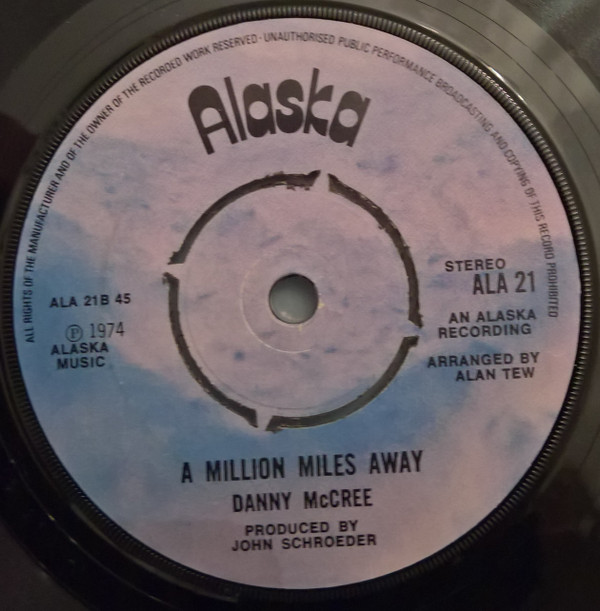 ALL RIGHTS OF THE MANUFACTURER AND OF THE OWNER OF THE RECORDED WORK RESERVED · UNAUTHORISED PUBLIC PERFORMANCE BROADCASTING AND COPYING OF THIS RECORD PROHIBITED
Alaska
STEREO
ALA 21
ALA 21B 45
℗ 1974
ALASKA
MUSIC
AN ALASKA
RECORDING
ARRANGED BY
ALAN TEW
A MILLION MILES AWAY
DANNY McCREE
PRODUCED BY
JOHN SCHROEDER